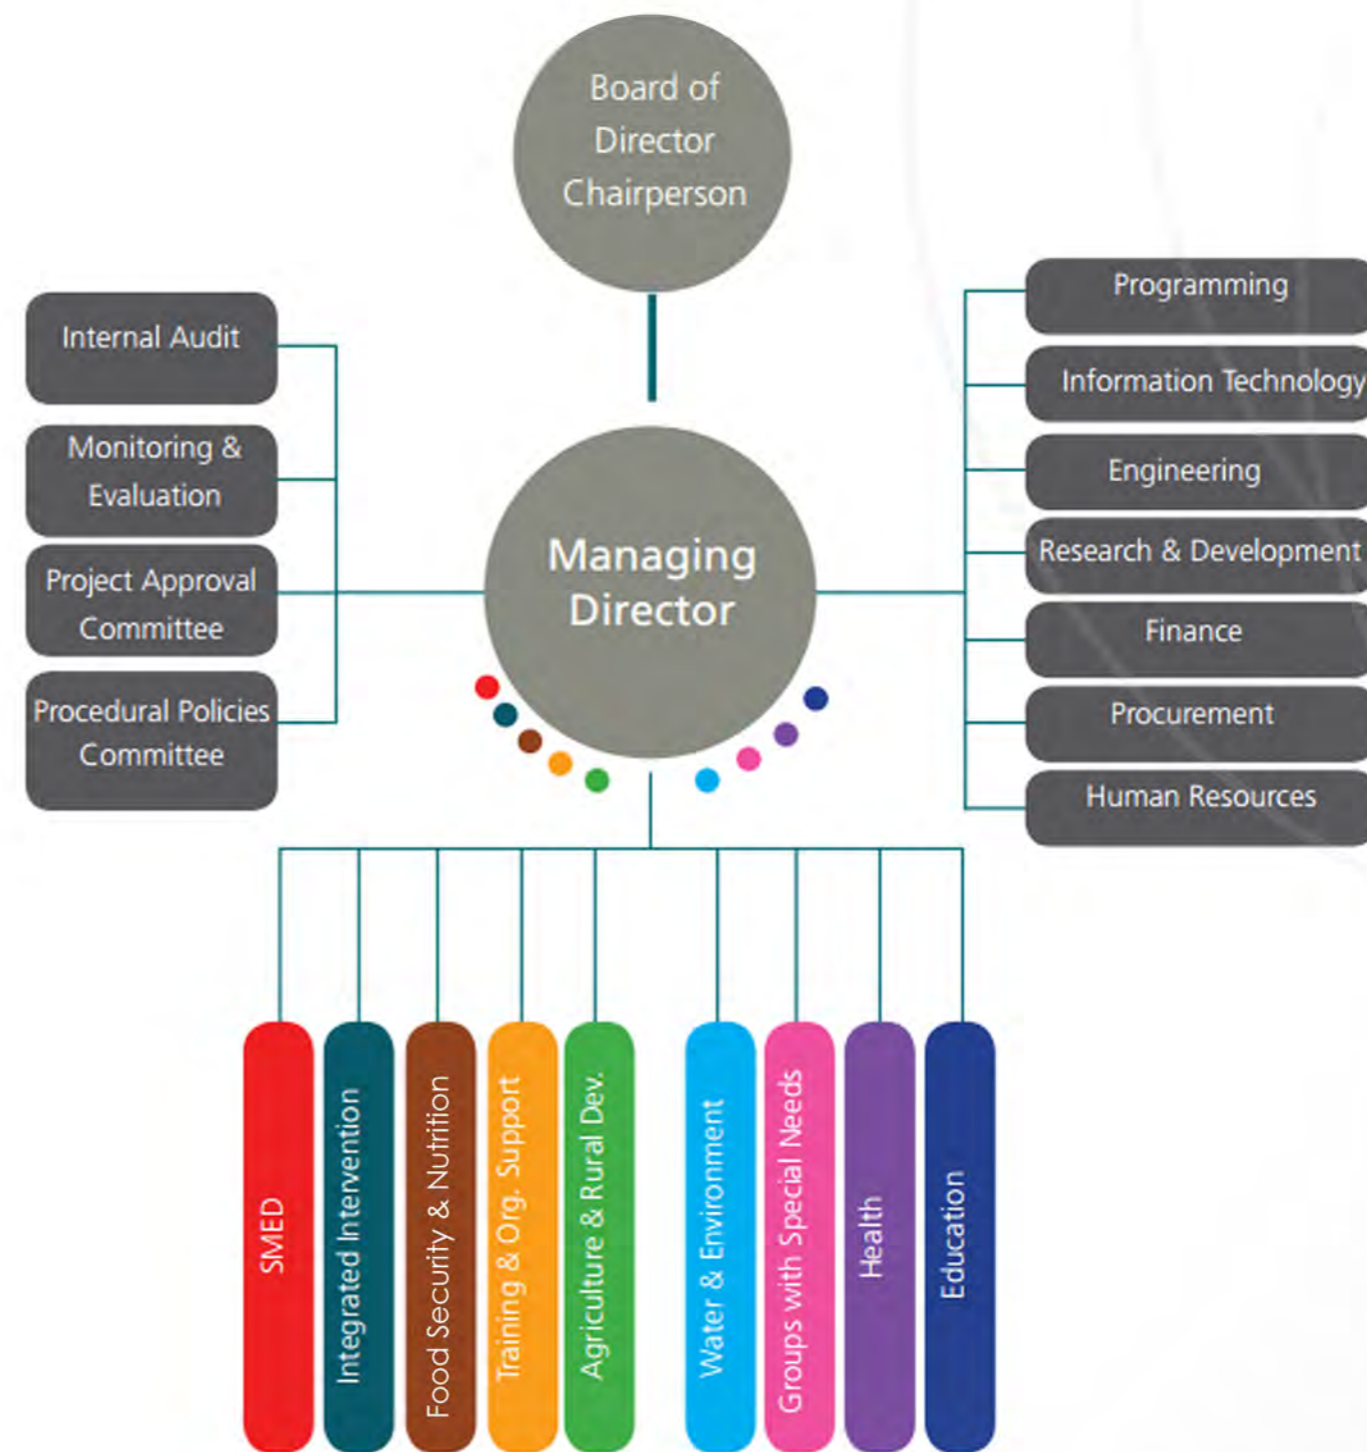 Board of
Director
Chairperson
Internal Audit
Monitoring &
Evaluation
Project Approval
Committee
Procedural Policies
Committee
Managing
Director
Programming
Information Technology
Engineering
Research & Development
Finance
Procurement
Human Resources
SMED
Integrated Intervention
Food Security & Nutrition
Training & Org. Support
Agriculture & Rural Dev.
Water & Environment
Groups with Special Needs
Health
Education